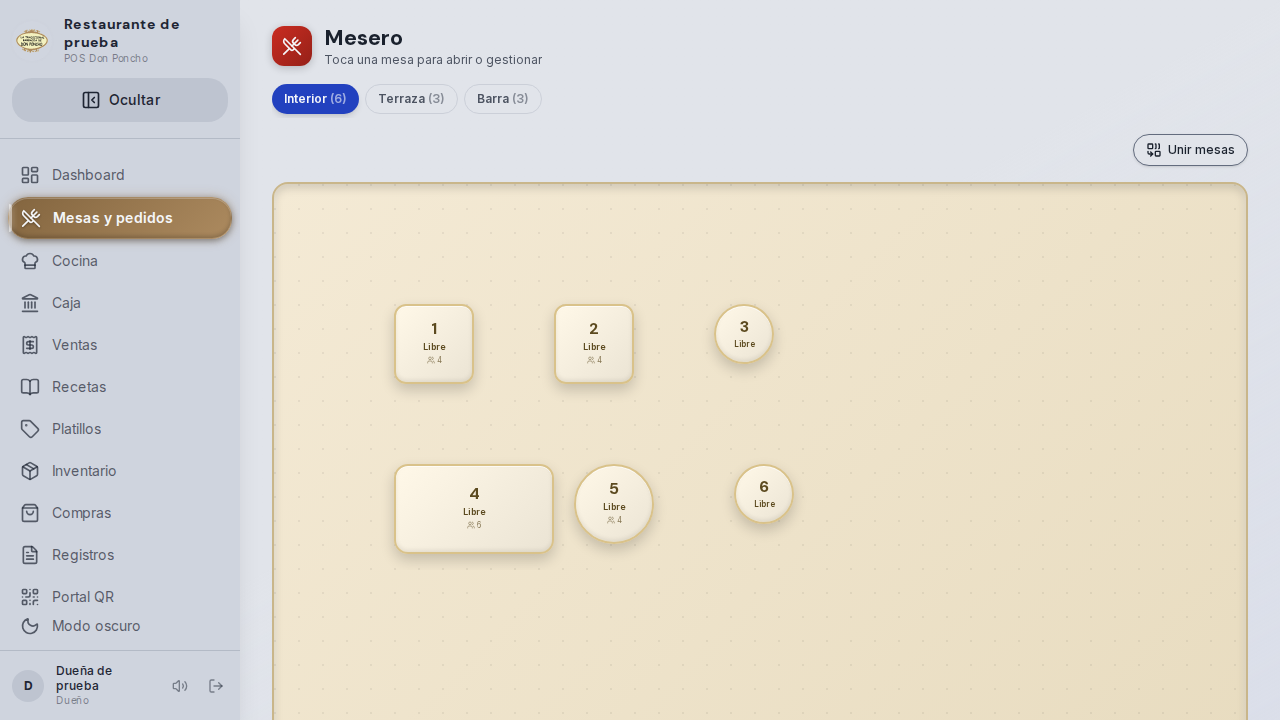 Restaurante de
prueba
POS Don Poncho
Ocultar
Dashboard
Mesas y pedidos
Cocina
Caja
Ventas
Recetas
Platillos
Inventario
Compras
Registros
Portal QR
Modo oscuro
Dueña de
prueba
Dueño
D
Mesero
Toca una mesa para abrir o gestionar
Interior (6)
Terraza (3)
Barra (3)
Unir mesas
1
Libre
4
2
Libre
4
3
Libre
4
Libre
6
5
Libre
4
6
Libre